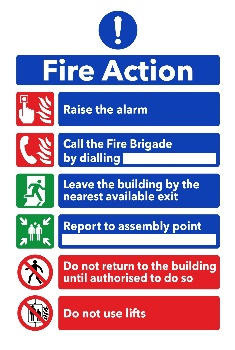 Fire Action
Raise the alarm
Call the Fire Brigade
by dialling
Leave the building by the
nearest available exit
Report to assembly point
Do not return to the building
until authorised to do so
Do not use lifts